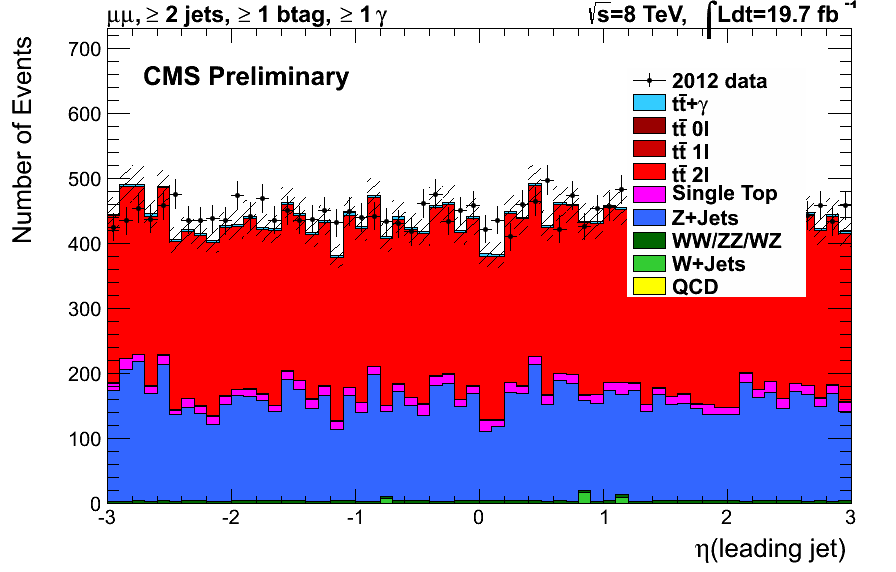 μμ, ≥ 2 jets, ≥ 1 btag, ≥ 1 γ
√s=8 TeV, ∫Ldt=19.7 fb⁻¹
CMS Preliminary
2012 data
tt̄+γ
tt̄ 0l
tt̄ 1l
tt̄ 2l
Single Top
Z+Jets
WW/ZZ/WZ
W+Jets
QCD
Number of Events
700
600
500
400
300
200
100
0
-3 -2 -1 0 1 2 3
η(leading jet)